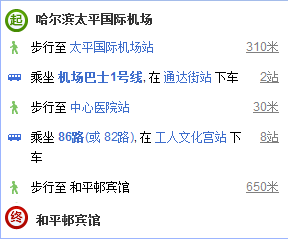 起 哈尔滨太平国际机场
步行至 太平国际机场站 310米
乘坐 机场巴士1号线, 在 通达街站 下车 2站
步行至 中心医院站 30米
乘坐 86路(或 82路), 在 工人文化宫站 下 8站
车
步行至 和平邨宾馆 650米
终 和平邨宾馆